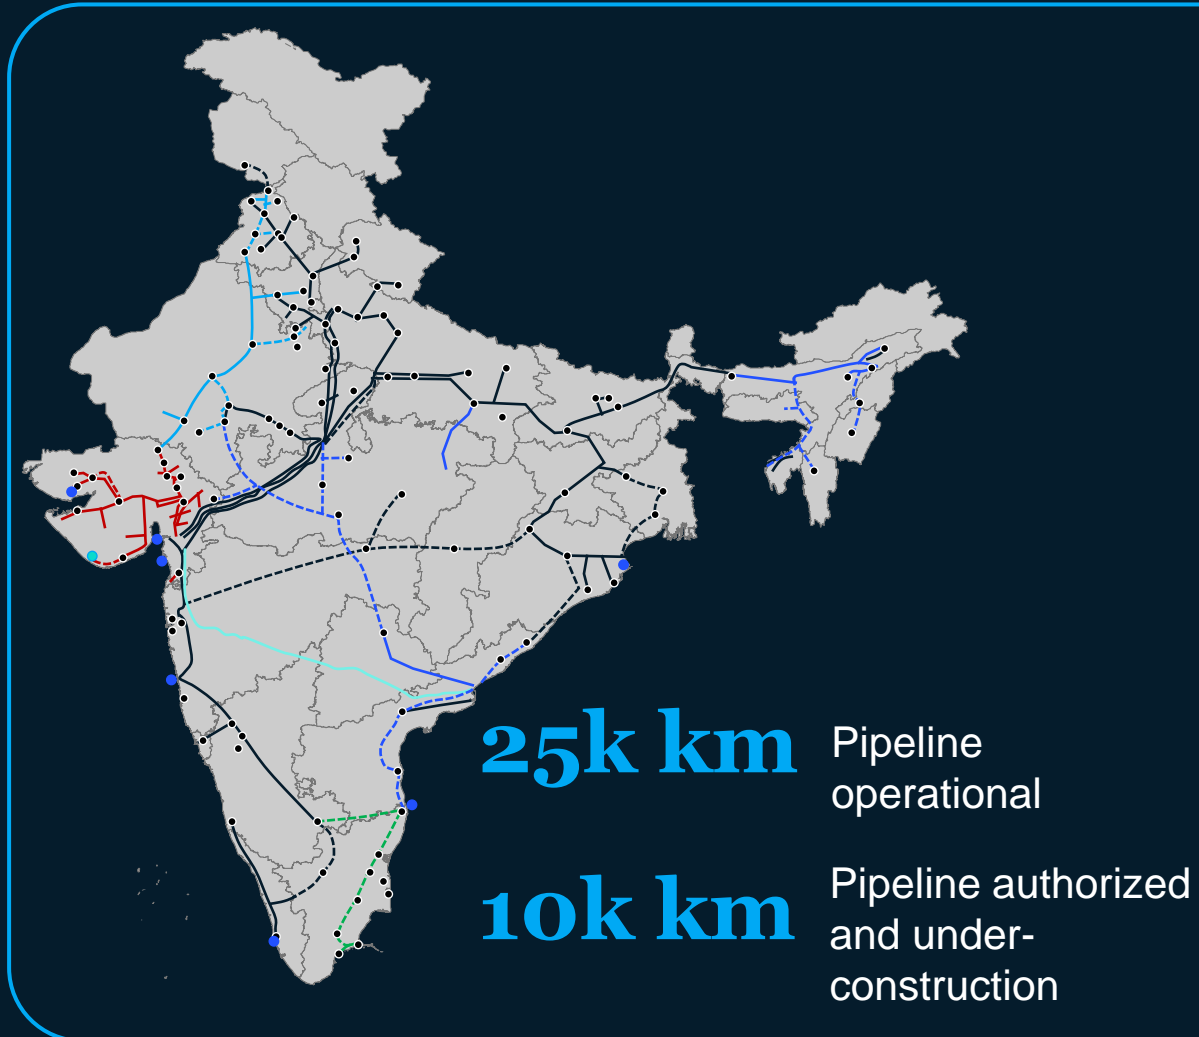 25k km
Pipeline
operational
10k km
Pipeline authorized
and under-
construction